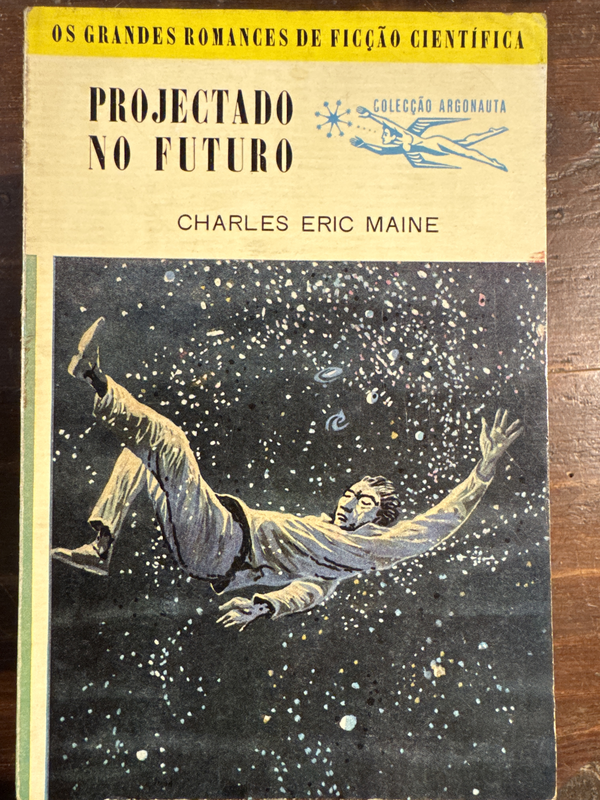 OS GRANDES ROMANCES DE FICÇÃO CIENTÍFICA
PROJECTADO
NO FUTURO
COLECÇÃO ARGONAUTA
CHARLES ERIC MAINE